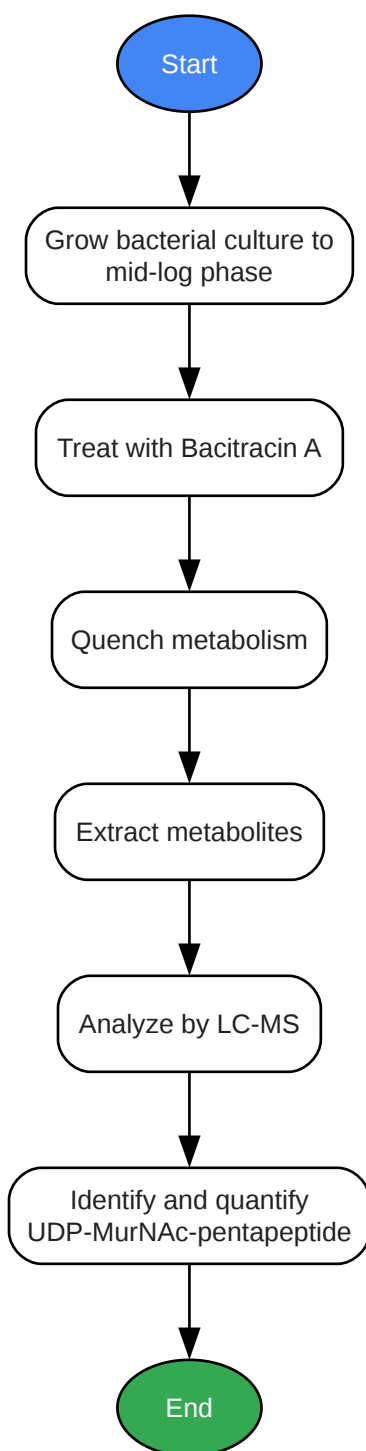 Start
Grow bacterial culture to
mid-log phase
Treat with Bacitracin A
Quench metabolism
Extract metabolites
Analyze by LC-MS
Identify and quantify
UDP-MurNAc-pentapeptide
End